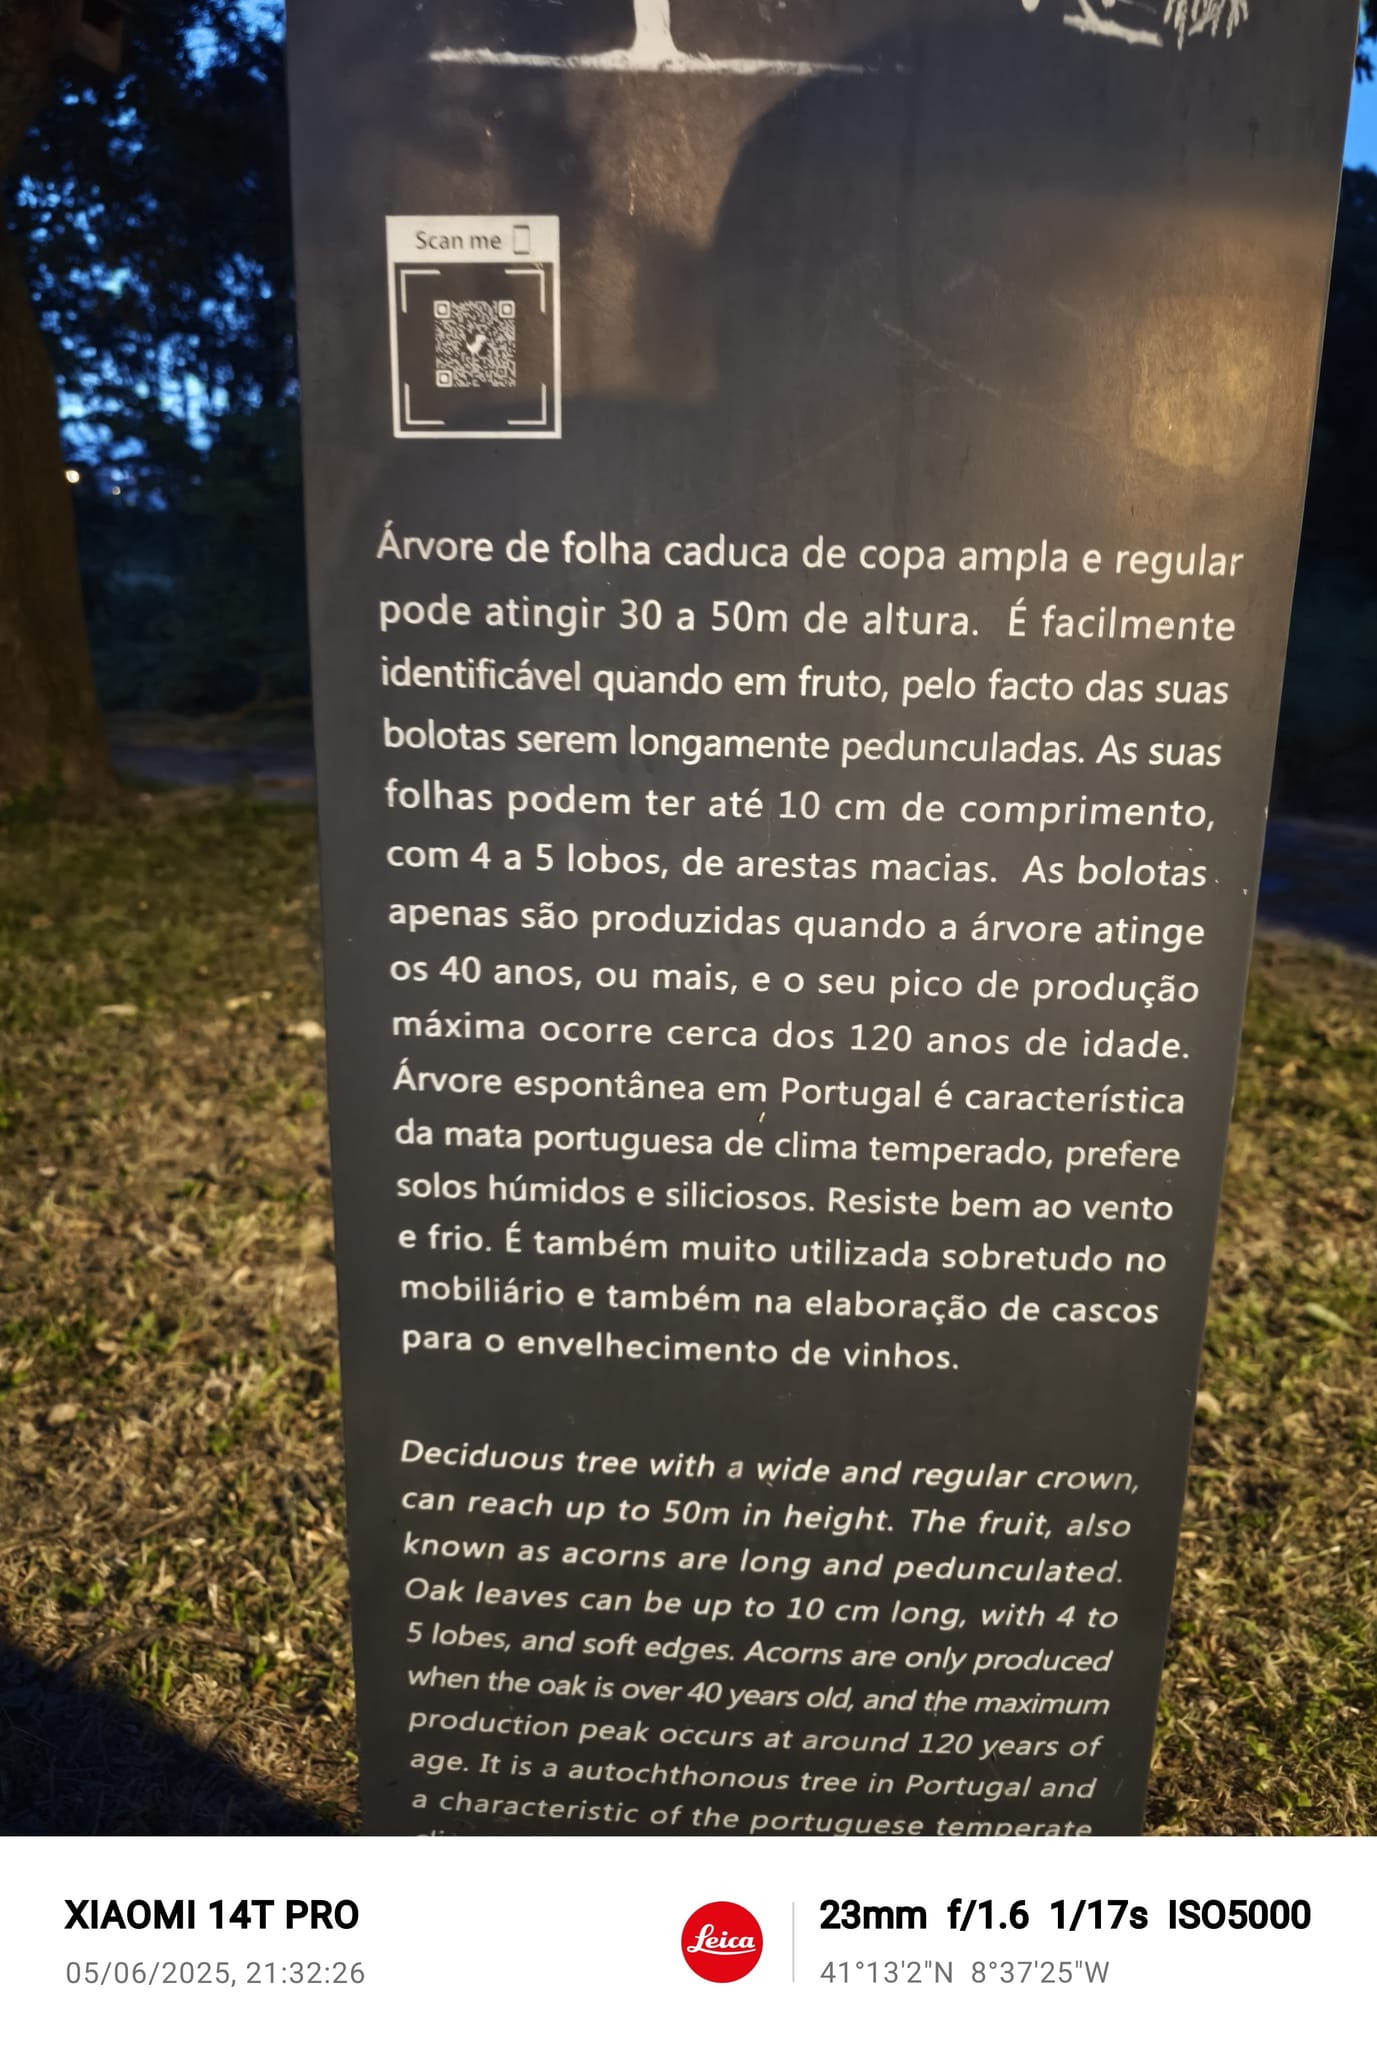 Scan me
Árvore de folha caduca de copa ampla e regular
pode atingir 30 a 50m de altura. É facilmente
identificável quando em fruto, pelo facto das suas
bolotas serem longamente pedunculadas. As suas
folhas podem ter até 10 cm de comprimento,
com 4 a 5 lobos, de arestas macias. As bolotas
apenas são produzidas quando a árvore atinge
os 40 anos, ou mais, e o seu pico de produção
máxima ocorre cerca dos 120 anos de idade.
Árvore espontânea em Portugal é característica
da mata portuguesa de clima temperado, prefere
solos húmidos e siliciosos. Resiste bem ao vento
e frio. É também muito utilizada sobretudo no
mobiliário e também na elaboração de cascos
para o envelhecimento de vinhos.
Deciduous tree with a wide and regular crown,
can reach up to 50m in height. The fruit, also
known as acorns are long and pedunculated.
Oak leaves can be up to 10 cm long, with 4 to
5 lobes, and soft edges. Acorns are only produced
when the oak is over 40 years old, and the maximum
production peak occurs at around 120 years of
age. It is a autochthonous tree in Portugal and
a characteristic of the portuguese temperate
XIAOMI 14T PRO
05/06/2025, 21:32:26
Leica
23mm f/1.6 1/17s ISO5000
41°13'2"N 8°37'25"W